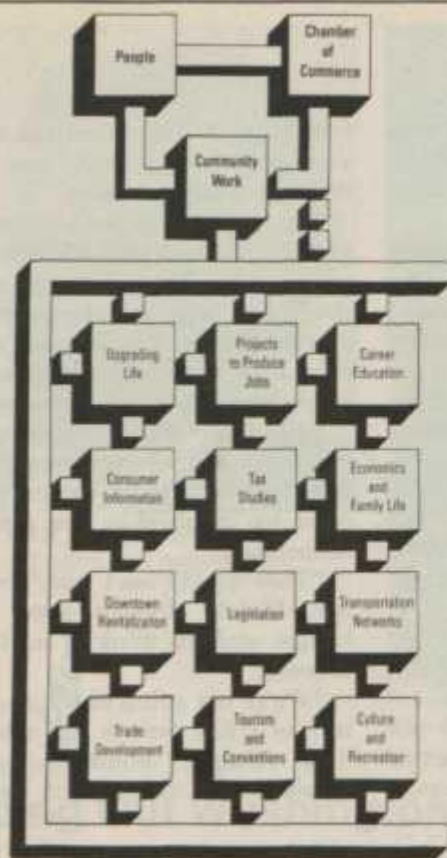 People
Chamber
of
Commerce
Community
Work
Upgrading
Life
Projects
to Produce
Jobs
Career
Education
Consumer
Information
Tax
Studies
Economics
and
Family Life
Downtown
Revitalization
Legislation
Transportation
Networks
Trade
Development
Tourism
and
Conventions
Culture
and
Recreation